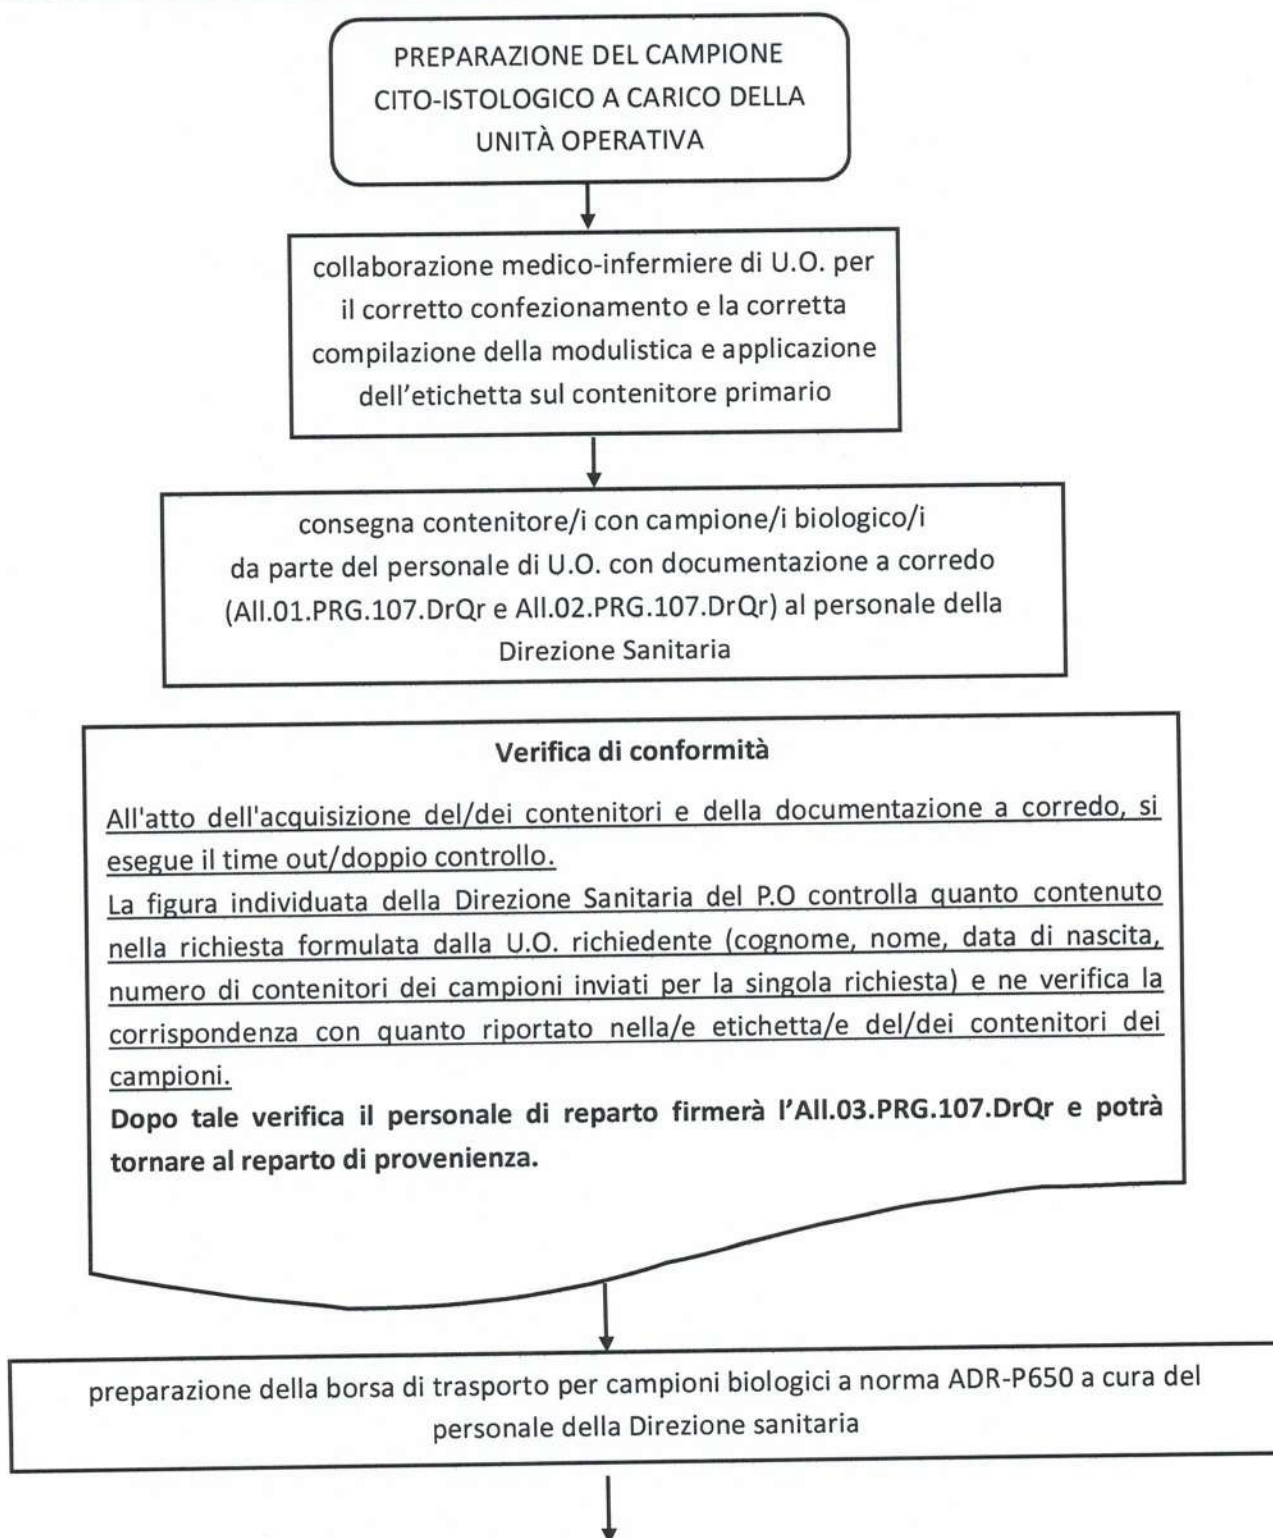 PREPARAZIONE DEL CAMPIONE
CITO-ISTOLOGICO A CARICO DELLA
UNITÀ OPERATIVA
collaborazione medico-infermiere di U.O. per
il corretto confezionamento e la corretta
compilazione della modulistica e applicazione
dell'etichetta sul contenitore primario
consegna contenitore/i con campione/i biologico/i
da parte del personale di U.O. con documentazione a corredo
(All.01.PRG.107.DrQr e All.02.PRG.107.DrQr) al personale della
Direzione Sanitaria
Verifica di conformità
All'atto dell'acquisizione del/dei contenitori e della documentazione a corredo, si
esegue il time out/doppio controllo.
La figura individuata della Direzione Sanitaria del P.O controlla quanto contenuto
nella richiesta formulata dalla U.O. richiedente (cognome, nome, data di nascita,
numero di contenitori dei campioni inviati per la singola richiesta) e ne verifica la
corrispondenza con quanto riportato nella/e etichetta/e del/dei contenitori dei
campioni.
Dopo tale verifica il personale di reparto firmerà l'All.03.PRG.107.DrQr e potrà
tornare al reparto di provenienza.
preparazione della borsa di trasporto per campioni biologici a norma ADR-P650 a cura del
personale della Direzione sanitaria